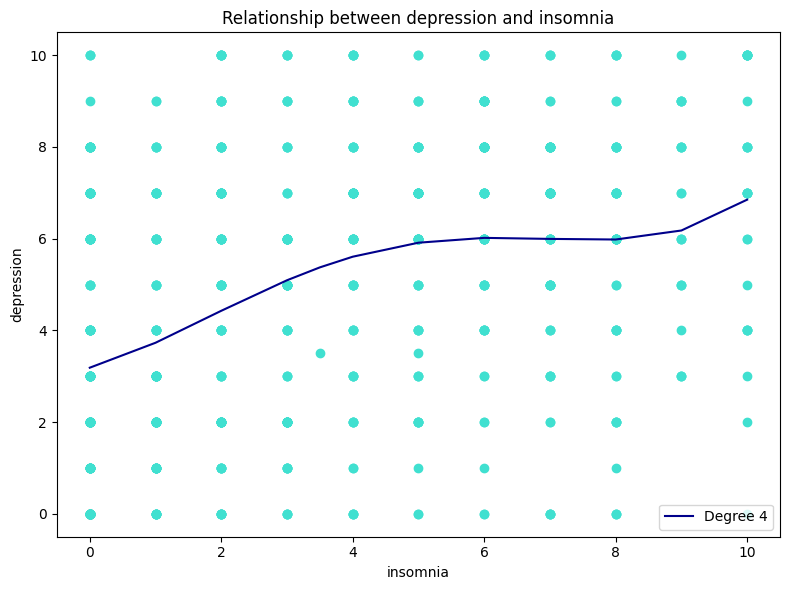 Relationship between depression and insomnia
10
8
6
4
2
0
depression
0 2 4 6 8 10
insomnia
Degree 4